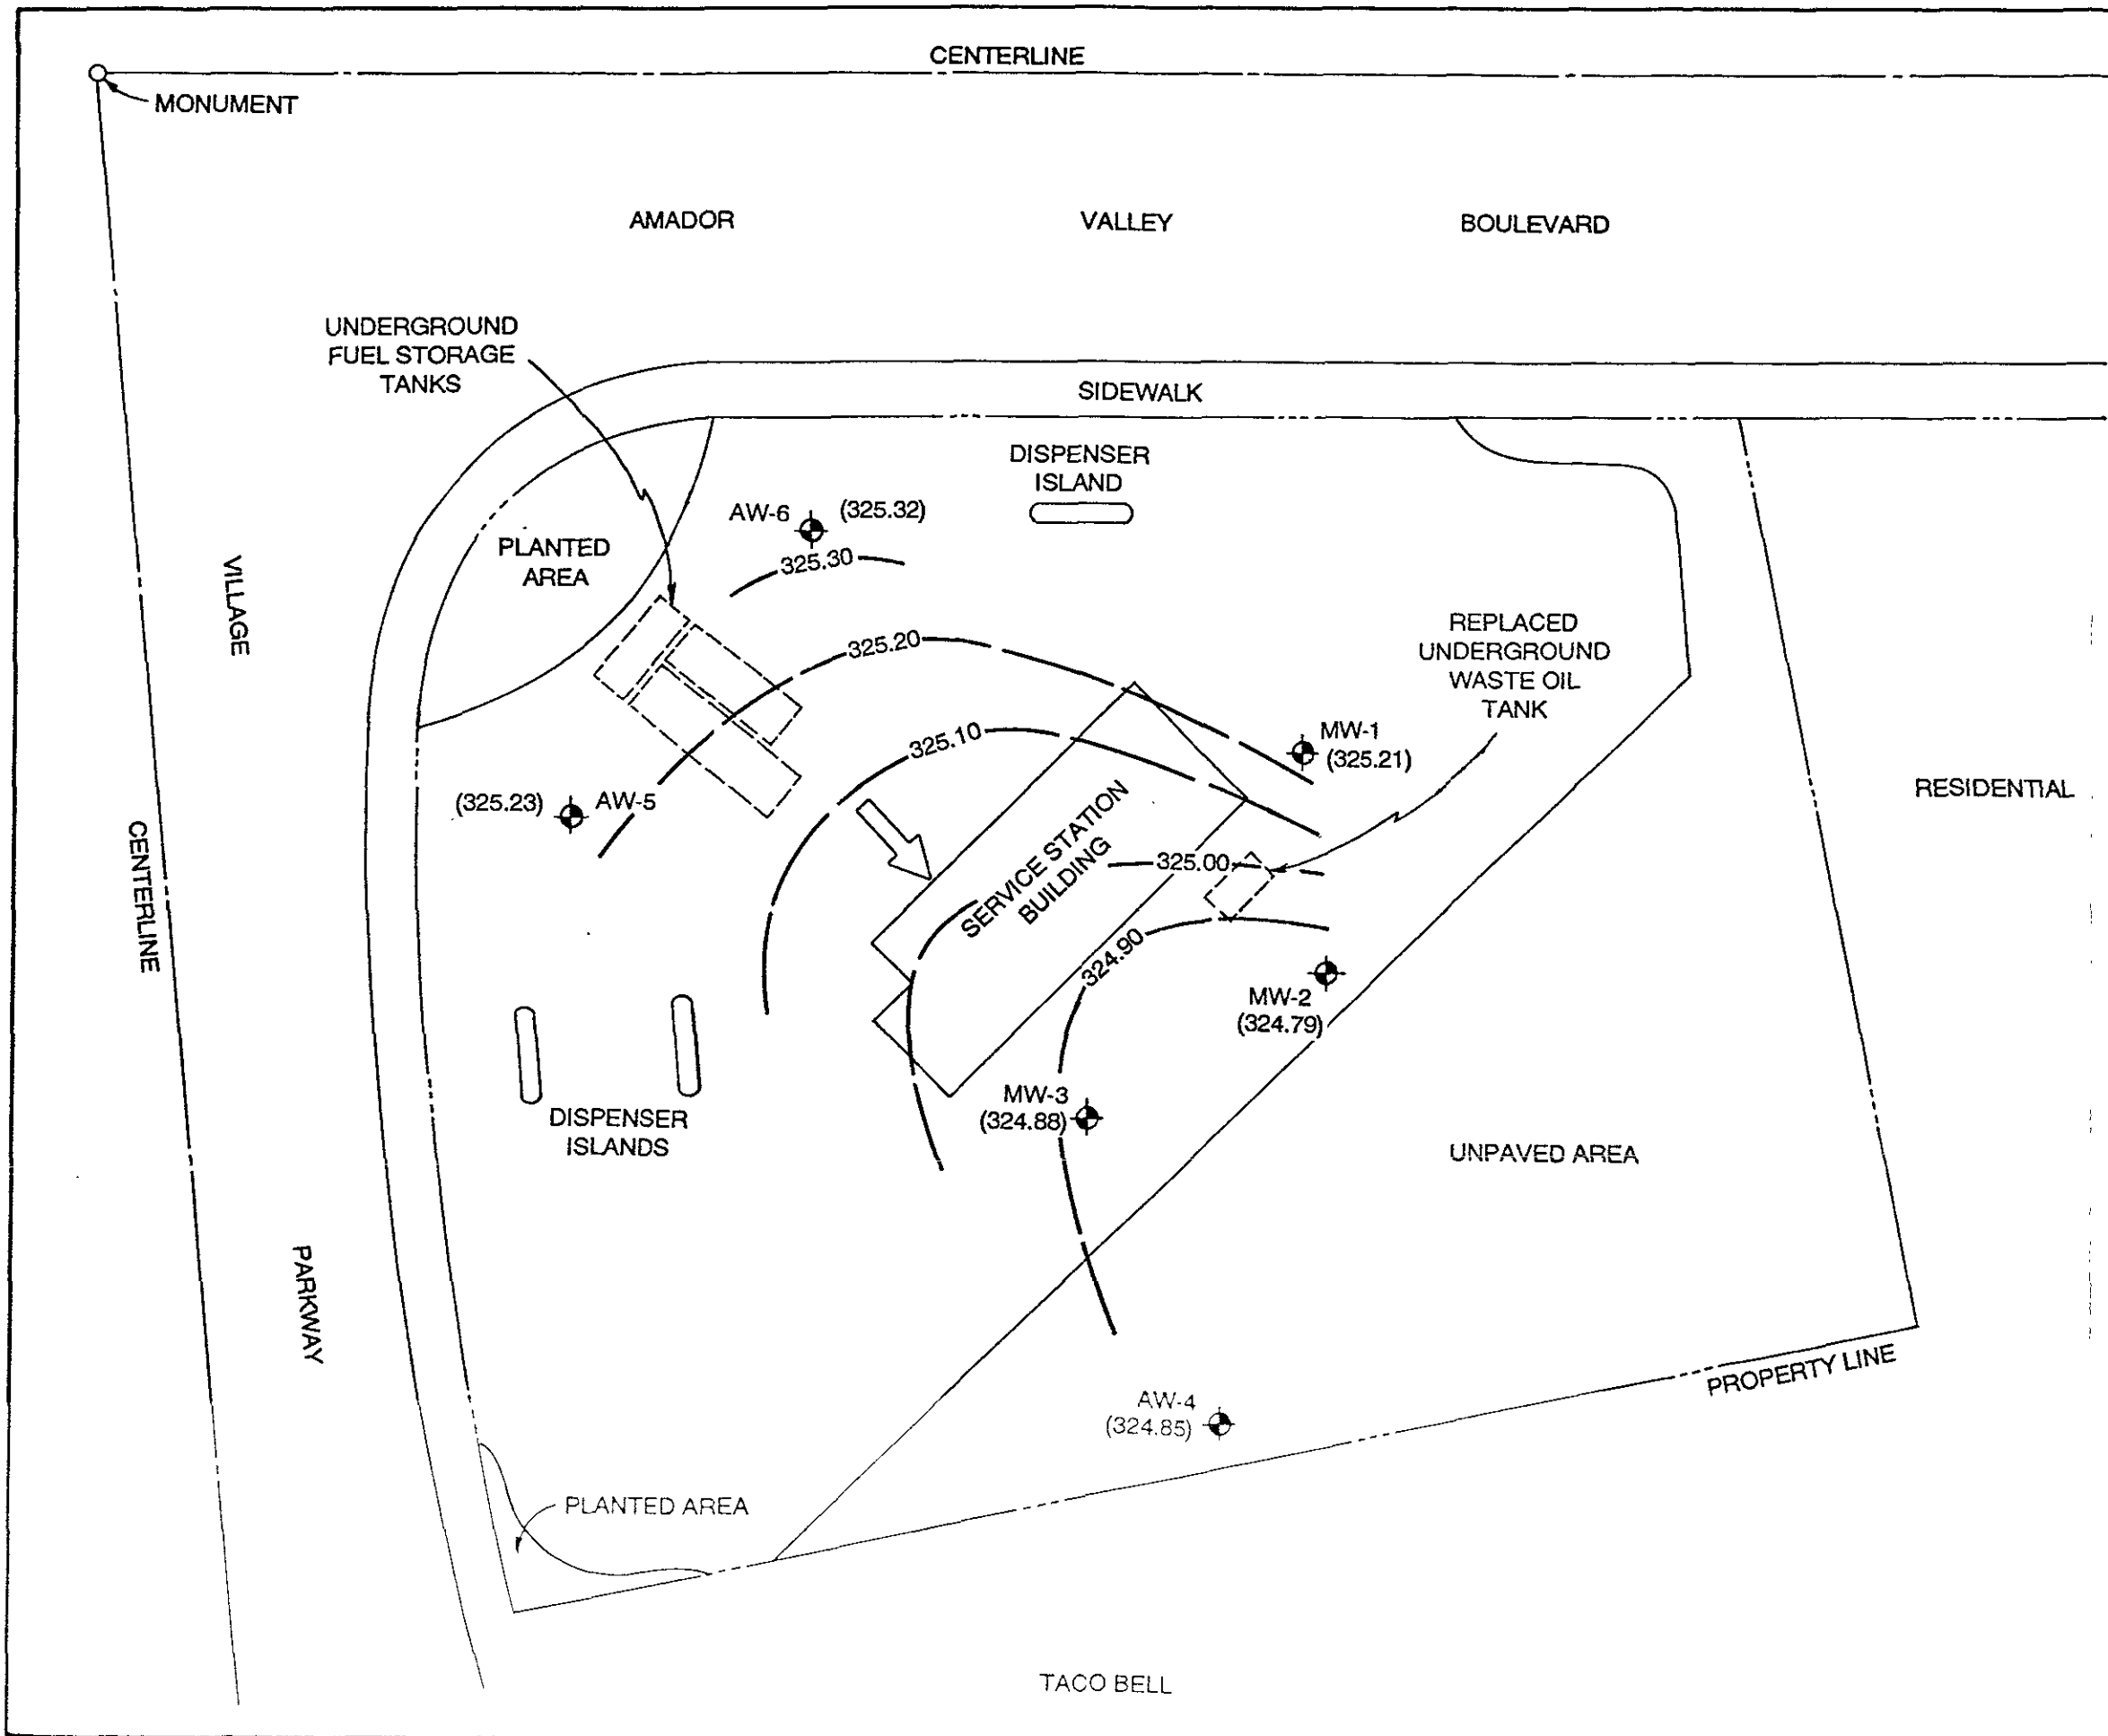 CENTERLINE
MONUMENT
AMADOR VALLEY BOULEVARD
UNDERGROUND
FUEL STORAGE
TANKS
SIDEWALK
DISPENSER
ISLAND
AW-6 (325.32)
PLANTED
AREA
325.30
VILLAGE
REPLACED
UNDERGROUND
WASTE OIL
TANK
325.20
325.10
MW-1
(325.21)
RESIDENTIAL
(325.23) AW-5
CENTERLINE
SERVICE STATION
BUILDING
325.00
324.90
MW-2
(324.79)
MW-3
(324.88)
DISPENSER
ISLANDS
UNPAVED AREA
PARKWAY
PROPERTY LINE
AW-4
(324.85)
PLANTED AREA
TACO BELL